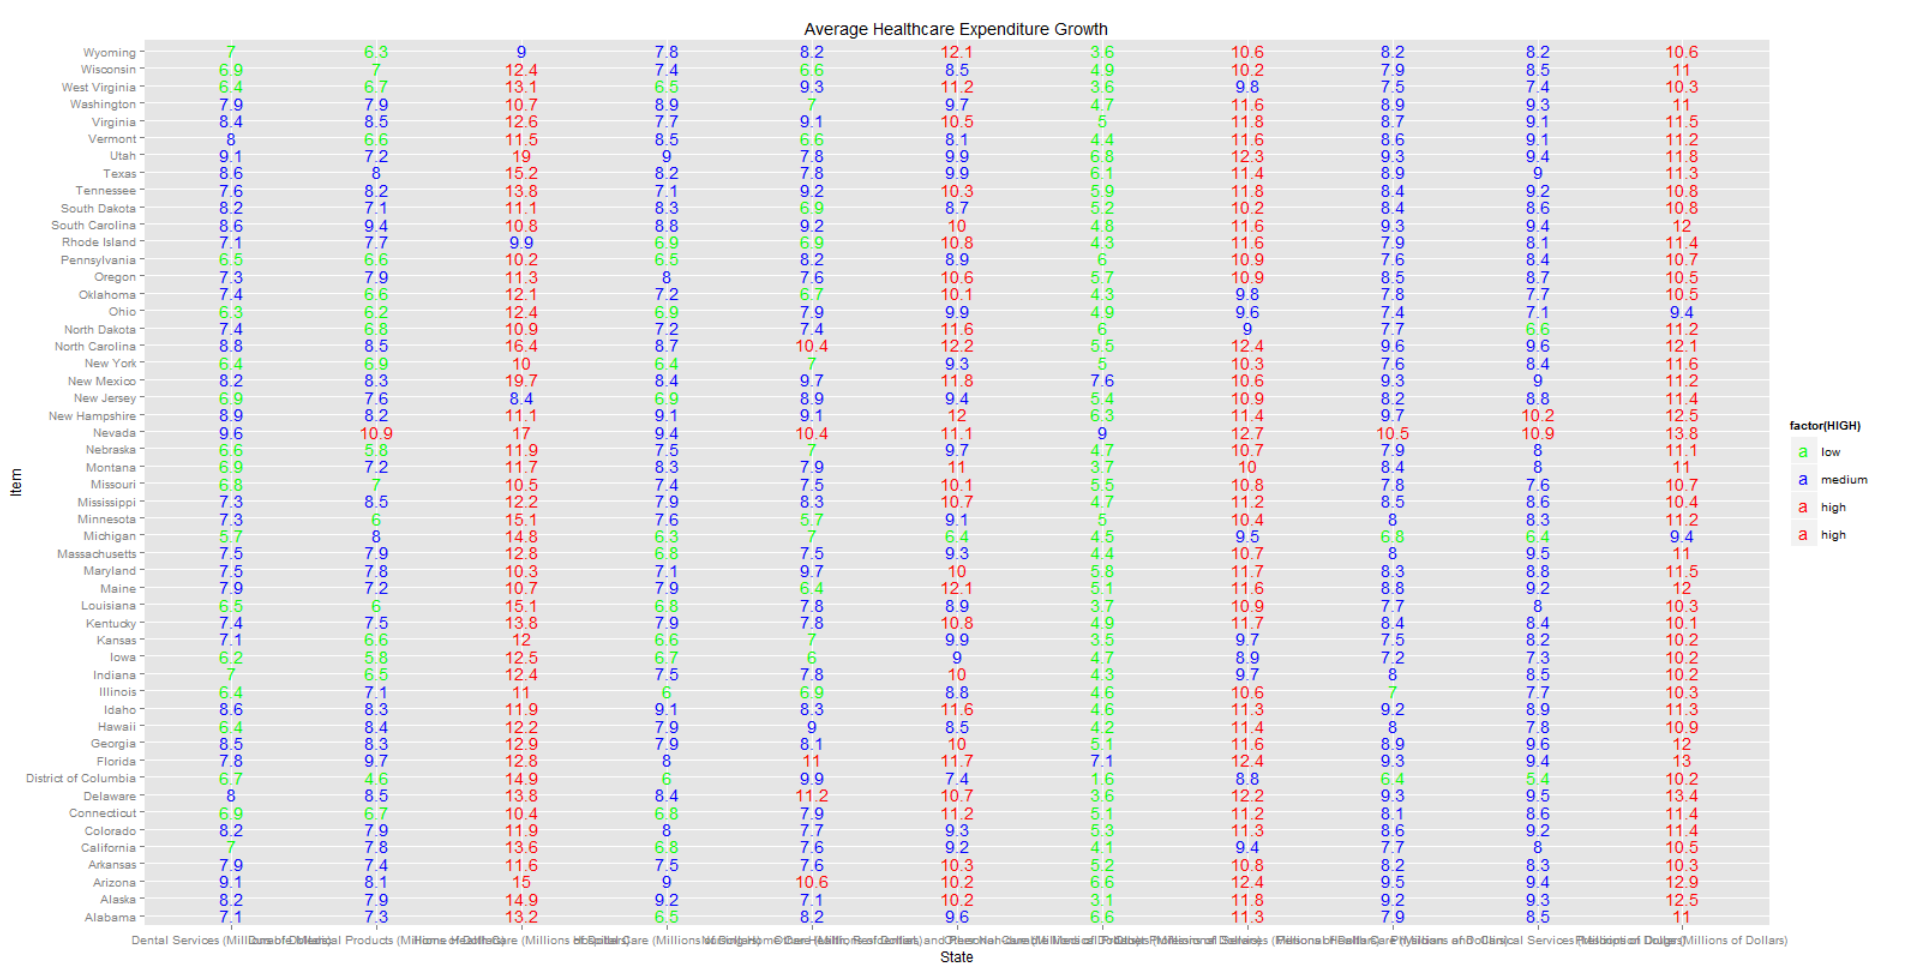 Average Healthcare Expenditure Growth
Wyoming 7 6.3 9 7.8 8.2 12.1 3.6 10.6 8.2 8.2 10.6
Wisconsin 6.9 7 12.4 7.4 6.6 8.5 4.9 10.2 7.9 8.5 11
West Virginia 6.4 6.7 13.1 6.5 9.3 11.2 3.6 9.8 7.5 7.4 10.3
Washington 7.9 7.9 10.7 8.9 7 9.7 4.7 11.6 8.9 9.3 11
Virginia 8.4 8.5 12.6 7.7 9.1 10.5 5 11.8 8.7 9.1 11.5
Vermont 8 6.6 11.5 8.5 6.6 8.1 4.4 11.6 8.6 9.1 11.2
Utah 9.1 7.2 19 9 7.8 9.9 6.8 12.3 9.3 9.4 11.8
Texas 8.6 8 15.2 8.2 7.8 9.9 6.1 11.4 8.9 9 11.3
Tennessee 7.6 8.2 13.8 7.1 9.2 10.3 5.9 11.8 8.4 9.2 10.8
South Dakota 8.2 7.1 11.1 8.3 6.9 8.7 5.2 10.2 8.4 8.6 10.8
South Carolina 8.6 9.4 10.8 8.8 9.2 10 4.8 11.6 9.3 9.4 12
Rhode Island 7.1 7.7 9.9 6.9 6.9 10.8 4.3 11.6 7.9 8.1 11.4
Pennsylvania 6.5 6.6 10.2 6.5 8.2 8.9 6 10.9 7.6 8.4 10.7
Oregon 7.3 7.9 11.3 8 7.6 10.6 5.7 10.9 8.5 8.7 10.5
Oklahoma 7.4 6.6 12.1 7.2 6.7 10.1 4.3 9.8 7.8 7.7 10.5
Ohio 6.3 6.2 12.4 6.9 7.9 9.9 4.9 9.6 7.4 7.1 9.4
North Dakota 7.4 6.8 10.9 7.2 7.4 11.6 6 9 7.7 6.6 11.2
North Carolina 8.8 8.5 16.4 8.7 10.4 12.2 5.5 12.4 9.6 9.6 12.1
New York 6.4 6.9 10 6.4 7 9.3 5 10.3 7.6 8.4 11.6
New Mexico 8.2 8.3 19.7 8.4 9.7 11.8 7.6 10.6 9.3 9 11.2
New Jersey 6.9 7.6 8.4 6.9 8.9 9.4 5.4 10.9 8.2 8.8 11.4
New Hampshire 8.9 8.2 11.1 9.1 9.1 12 6.3 11.4 9.7 10.2 12.5
Nevada 9.6 10.9 17 9.4 10.4 11.1 9 12.7 10.5 10.9 13.8
Nebraska 6.6 5.8 11.9 7.5 7 9.7 4.7 10.7 7.9 8 11.1
Montana 6.9 7.2 11.7 8.3 7.9 11 3.7 10 8.4 8 11
Missouri 6.8 7 10.5 7.4 7.5 10.1 5.5 10.8 7.8 7.6 10.7
Mississippi 7.3 8.5 12.2 7.9 8.3 10.7 4.7 11.2 8.5 8.6 10.4
Minnesota 7.3 6 15.1 7.6 5.7 9.1 5 10.4 8 8.3 11.2
Michigan 5.7 8 14.8 6.3 7 6.4 4.5 9.5 6.8 6.4 9.4
Massachusetts 7.5 7.9 12.8 6.8 7.5 9.3 4.4 10.7 8 9.5 11
Maryland 7.5 7.8 10.3 7.1 9.7 10 5.8 11.7 8.3 8.8 11.5
Maine 7.9 7.2 10.7 7.9 6.4 12.1 5.1 11.6 8.8 9.2 12
Louisiana 6.5 6 15.1 6.8 7.8 8.9 3.7 10.9 7.7 8 10.3
Kentucky 7.4 7.5 13.8 7.9 7.8 10.8 4.9 11.7 8.4 8.4 10.1
Kansas 7.1 6.6 12 6.6 7 9.9 3.5 9.7 7.5 8.2 10.2
Iowa 6.2 5.8 12.5 6.7 6 9 4.7 8.9 7.2 7.3 10.2
Indiana 7 6.5 12.4 7.5 7.8 10 4.3 9.7 8 8.5 10.2
Illinois 6.4 7.1 11 6 6.9 8.8 4.6 10.6 7 7.7 10.3
Idaho 8.6 8.3 11.9 9.1 8.3 11.6 4.6 11.3 9.2 8.9 11.3
Hawaii 6.4 8.4 12.2 7.9 9 8.5 4.2 11.4 8 7.8 10.9
Georgia 8.5 8.3 12.9 7.9 8.1 10 5.1 11.6 8.9 9.6 12
Florida 7.8 9.7 12.8 8 11 11.7 7.1 12.4 9.3 9.4 13
District of Columbia 6.7 4.6 14.9 6 9.9 7.4 1.6 8.8 6.4 5.4 10.2
Delaware 8 8.5 13.8 8.4 11.2 10.7 3.6 12.2 9.3 9.5 13.4
Connecticut 6.9 6.7 10.4 6.8 7.9 11.2 5.1 11.2 8.1 8.6 11.4
Colorado 8.2 7.9 11.9 8 7.7 9.3 5.3 11.3 8.6 9.2 11.4
California 7 7.8 13.6 6.8 7.6 9.2 4.1 9.4 7.7 8 10.5
Arkansas 7.9 7.4 11.6 7.5 7.6 10.3 5.2 10.8 8.2 8.3 10.3
Arizona 9.1 8.1 15 9 10.6 10.2 6.6 12.4 9.5 9.4 12.9
Alaska 8.2 7.9 14.9 9.2 7.1 10.2 3.1 11.8 9.2 9.3 12.5
Alabama 7.1 7.3 13.2 6.5 8.2 9.6 6.6 11.3 7.9 8.5 11
Item
Dental Services (Millions Medical Products (Millions Care (Millions Care (Millions Home and Services (Millions Care and Services (Millions of Dollars)
State
factor(HIGH)
a low
a medium
a high
a high